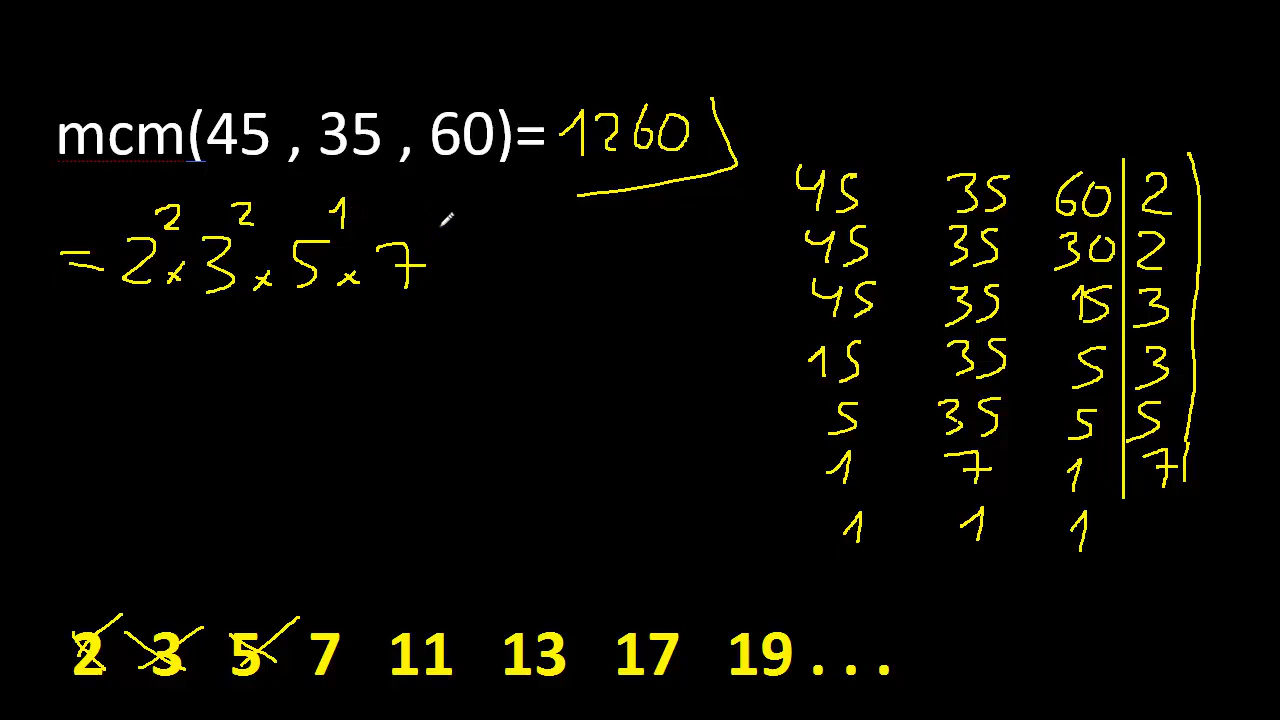 mcm(45 , 35 , 60)= 1260
= 2² × 3² × 5¹ × 7
45 35 60 | 2
45 35 30 | 2
45 35 15 | 3
15 35 5 | 3
5 35 5 | 5
1 7 1 | 7
1 1 1
2 3 5 7 11 13 17 19 . . .